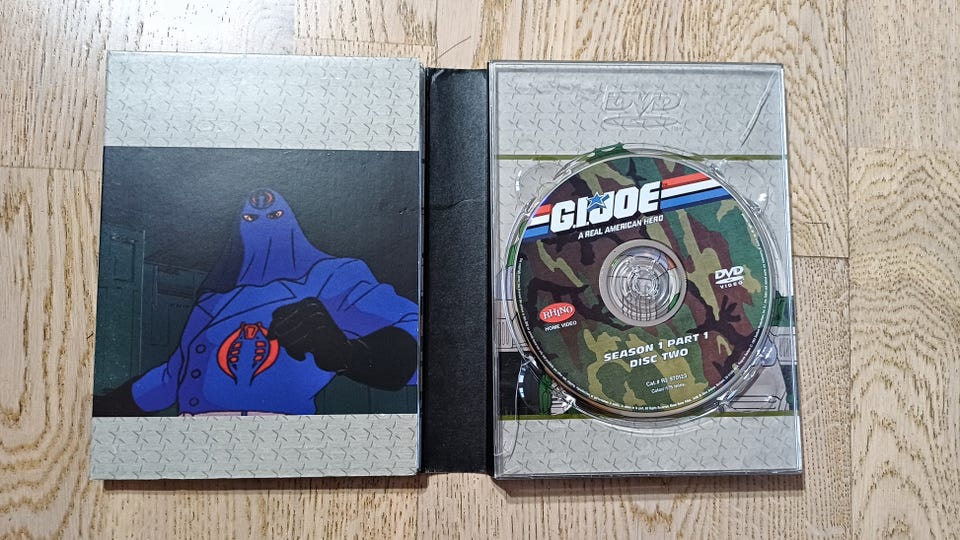 DVD
G.I.JOE
A REAL AMERICAN HERO
DVD
VIDEO
RHINO
HOME VIDEO
SEASON 1 PART 1
DISC TWO